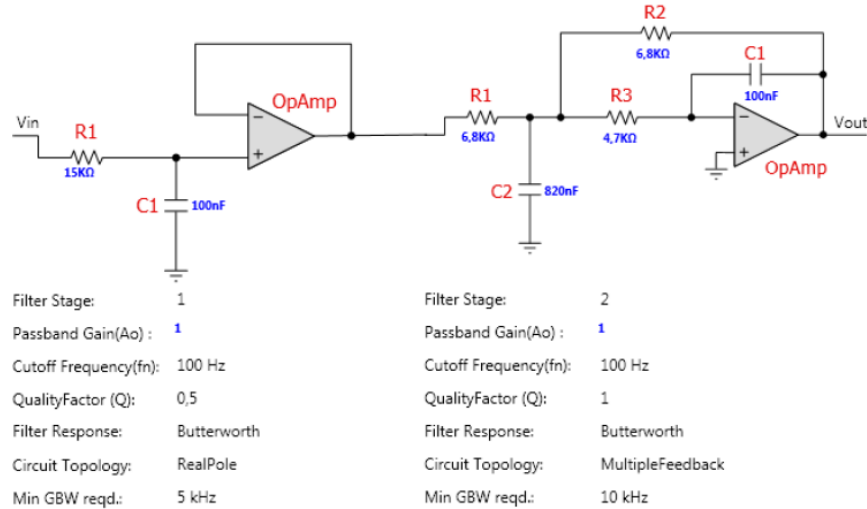 R2
6,8KΩ
C1
100nF
OpAmp
R1
6,8KΩ
R3
4,7KΩ
Vin
R1
15KΩ
Vout
OpAmp
C1
100nF
C2
820nF
Filter Stage: 1
Passband Gain(Ao) : 1
Cutoff Frequency(fn): 100 Hz
QualityFactor (Q): 0,5
Filter Response: Butterworth
Circuit Topology: RealPole
Min GBW reqd.: 5 kHz
Filter Stage: 2
Passband Gain(Ao) : 1
Cutoff Frequency(fn): 100 Hz
QualityFactor (Q): 1
Filter Response: Butterworth
Circuit Topology: MultipleFeedback
Min GBW reqd.: 10 kHz